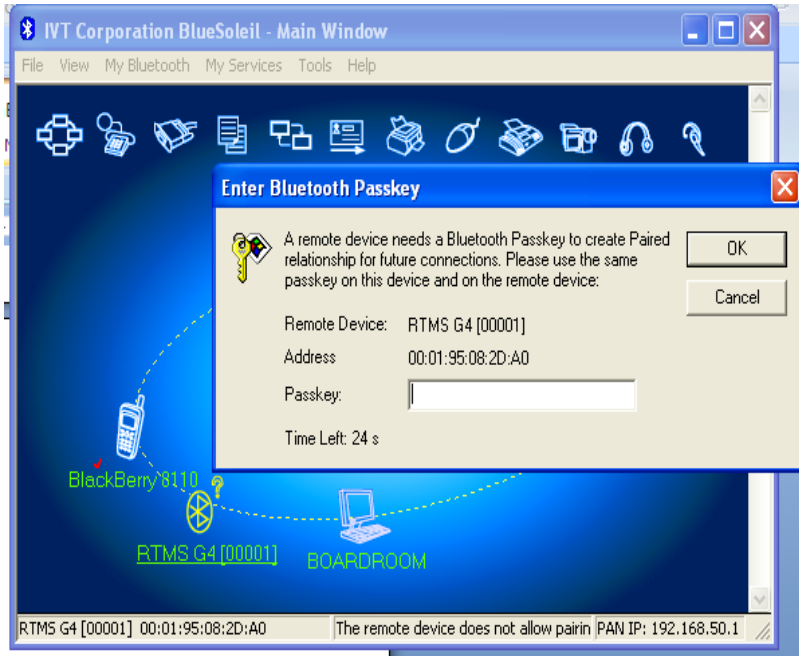 IVT Corporation BlueSoleil - Main Window
File View My Bluetooth My Services Tools Help
Enter Bluetooth Passkey
A remote device needs a Bluetooth Passkey to create Paired
relationship for future connections. Please use the same
passkey on this device and on the remote device:
OK
Cancel
Remote Device: RTMS G4 [00001]
Address 00:01:95:08:2D:A0
Passkey:
Time Left: 24 s
BlackBerry 8110
RTMS G4 [00001]
BOARDROOM
RTMS G4 [00001] 00:01:95:08:2D:A0 The remote device does not allow pairin PAN IP: 192.168.50.1